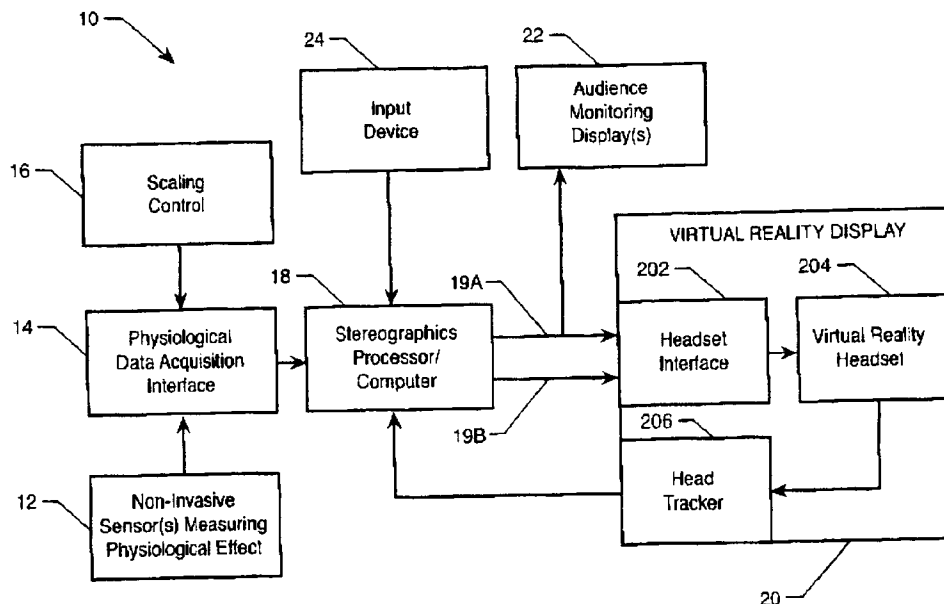 10
24
22
Input
Device
Audience
Monitoring
Display(s)
16
Scaling
Control
VIRTUAL REALITY DISPLAY
202
204
18
19A
14
Physiological
Data Acquisition
Interface
Stereographics
Processor/
Computer
Headset
Interface
Virtual Reality
Headset
19B
206
12
Non-Invasive
Sensor(s) Measuring
Physiological Effect
Head
Tracker
20